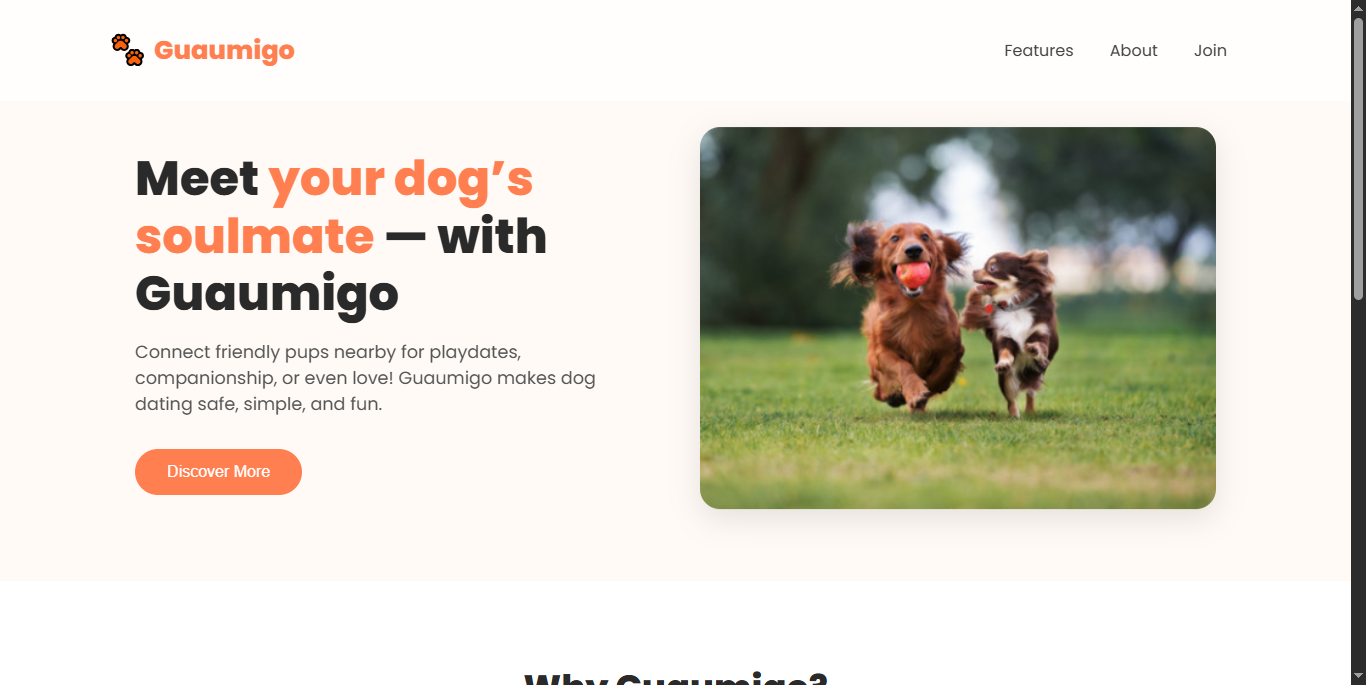 Guaumigo
Features
About
Join
Meet your dog’s
soulmate — with
Guaumigo
Connect friendly pups nearby for playdates,
companionship, or even love! Guaumigo makes dog
dating safe, simple, and fun.
Discover More
Why Guaumigo?